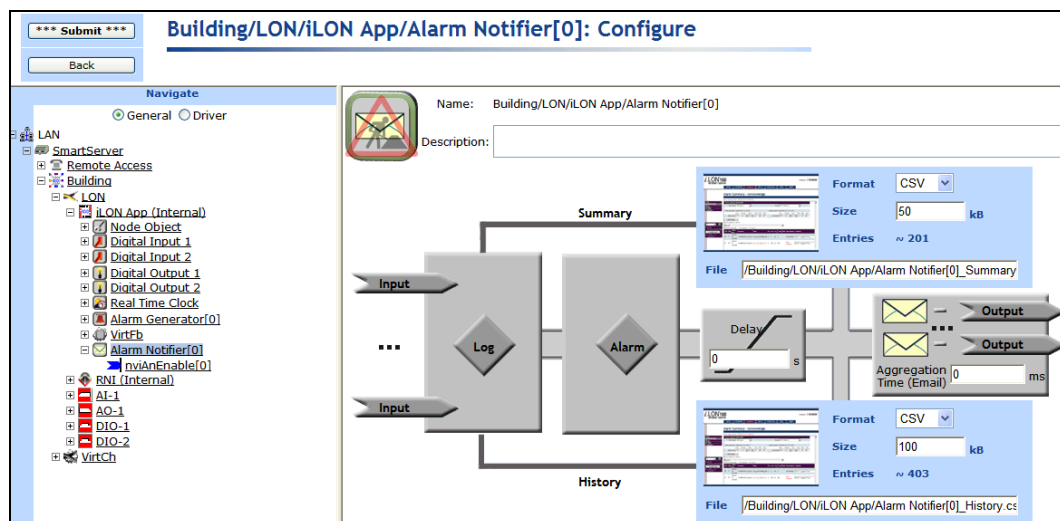 *** Submit ***
Back
Building/LON/iLON App/Alarm Notifier[0]: Configure
Navigate
General Driver
LAN
SmartServer
Remote Access
Building
LON
iLON App (Internal)
Node Object
Digital Input 1
Digital Input 2
Digital Output 1
Digital Output 2
Real Time Clock
Alarm Generator[0]
VirtFb
Alarm Notifier[0]
nviAnEnable[0]
RNI (Internal)
AI-1
AO-1
DIO-1
DIO-2
VirtCh
Name: Building/LON/iLON App/Alarm Notifier[0]
Description:
Summary
Format CSV
Size 50 kB
Entries ~ 201
File /Building/LON/iLON App/Alarm Notifier[0]_Summary
Input
... Log
Alarm
Delay
0 s
Output
...
Output
Aggregation
Time (Email) 0 ms
Input
History
Format CSV
Size 100 kB
Entries ~ 403
File /Building/LON/iLON App/Alarm Notifier[0]_History.cs